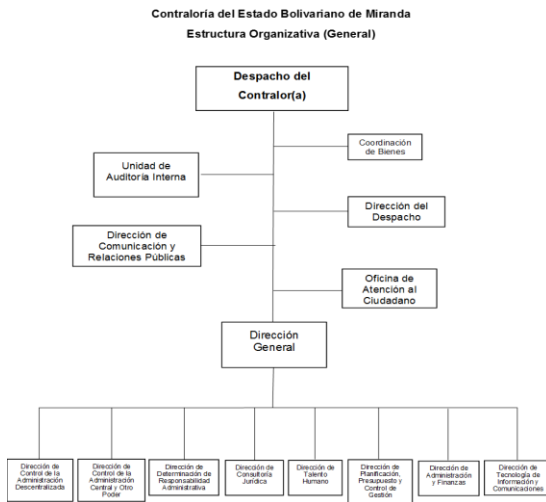 Contraloría del Estado Bolivariano de Miranda
Estructura Organizativa (General)
Despacho del
Contralor(a)
Coordinación
de Bienes
Unidad de
Auditoria Interna
Dirección del
Despacho
Dirección de
Comunicación y
Relaciones Públicas
Oficina de
Atención al
Ciudadano
Dirección
General
Dirección de
Control de la
Administración
Descentralizada
Dirección de
Control de la
Administración
Central y Otro
Poder
Dirección de
Determinación de
Responsabilidad
Administrativa
Dirección de
Consultoría
Jurídica
Dirección de
Talento
Humano
Dirección de
Planificación,
Presupuesto y
Control de
Gestión
Dirección de
Administración
y Finanzas
Dirección de
Tecnología de
Información y
Comunicaciones